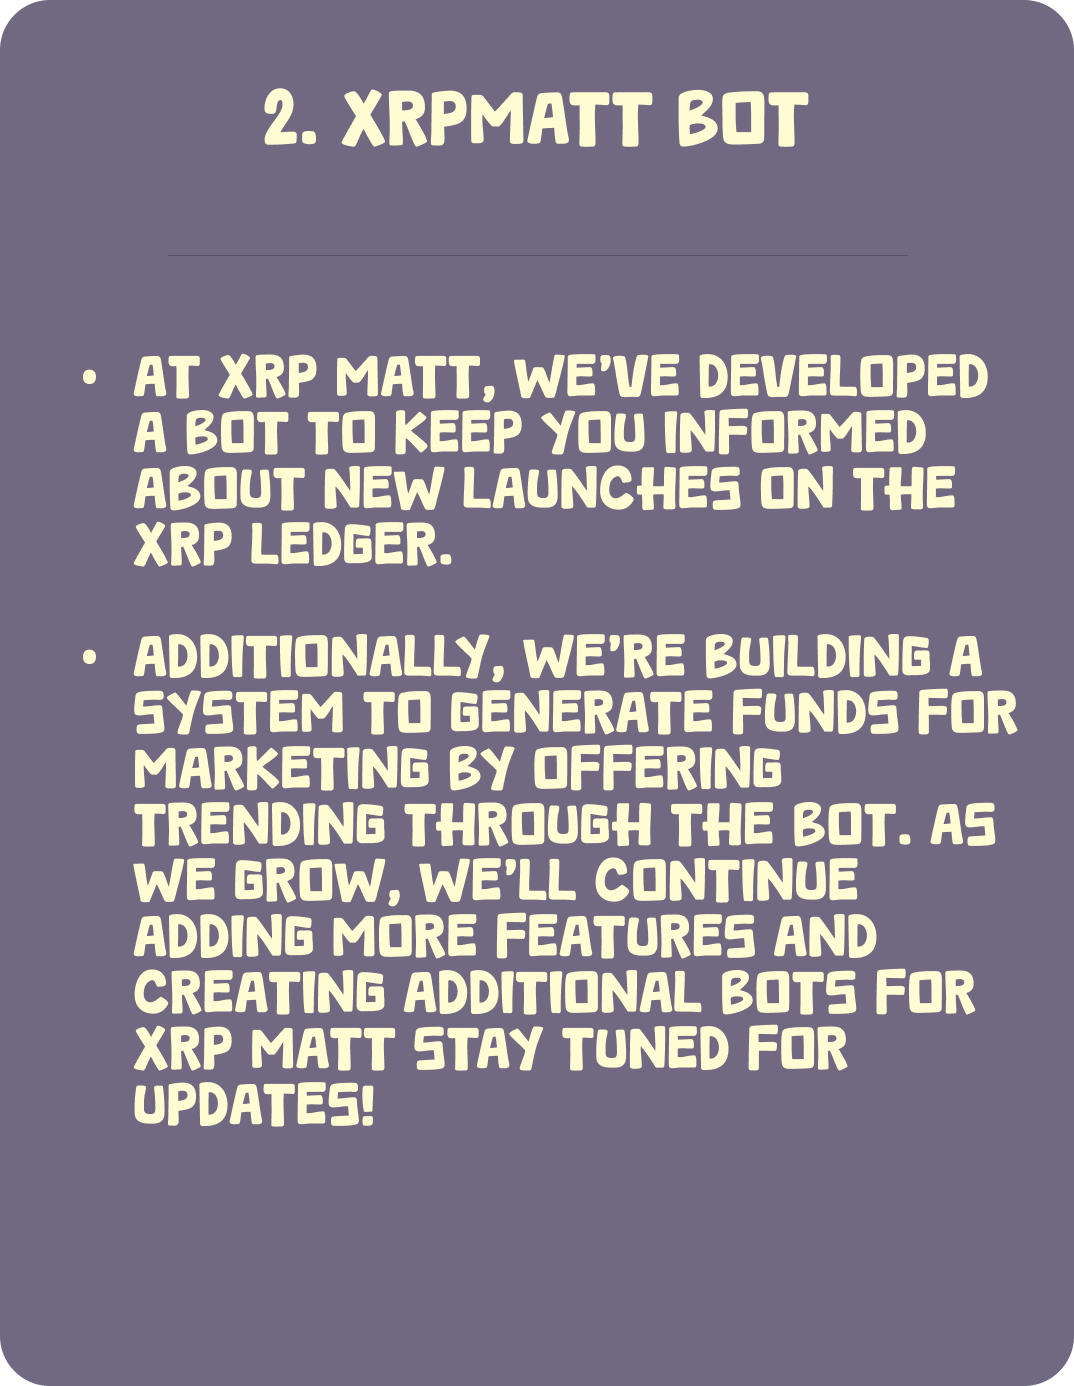 2. XRPMATT BOT
• AT XRP MATT, WE'VE DEVELOPED
A BOT TO KEEP YOU INFORMED
ABOUT NEW LAUNCHES ON THE
XRP LEDGER.
• ADDITIONALLY, WE'RE BUILDING A
SYSTEM TO GENERATE FUNDS FOR
MARKETING BY OFFERING
TRENDING THROUGH THE BOT. AS
WE GROW, WE'LL CONTINUE
ADDING MORE FEATURES AND
CREATING ADDITIONAL BOTS FOR
XRP MATT STAY TUNED FOR
UPDATES!